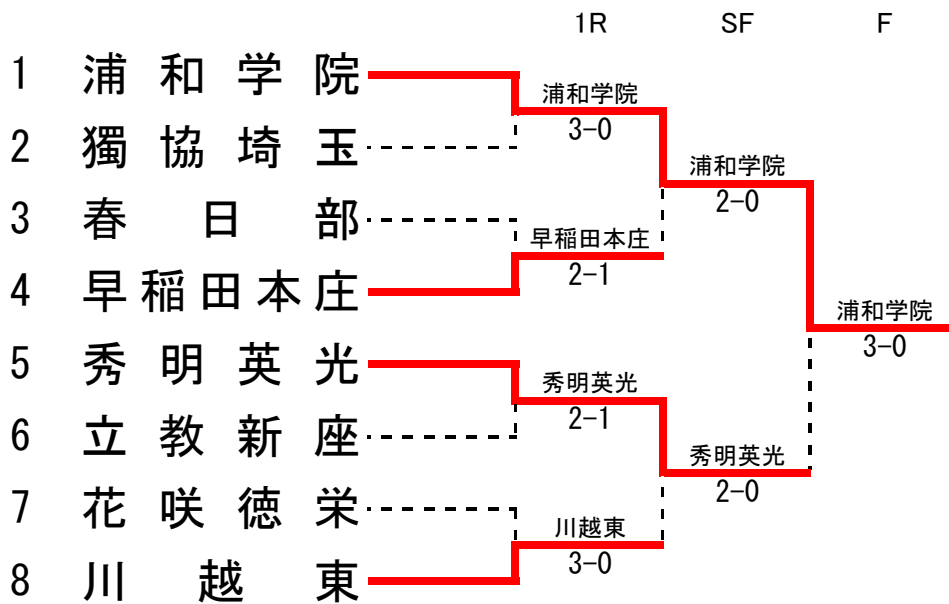 1R SF F
1 浦和学院
2 獨協埼玉
3 春日部
4 早稲田本庄
5 秀明英光
6 立教新座
7 花咲徳栄
8 川越東
浦和学院
3-0
早稲田本庄
2-1
秀明英光
2-1
川越東
3-0
浦和学院
2-0
秀明英光
2-0
浦和学院
3-0